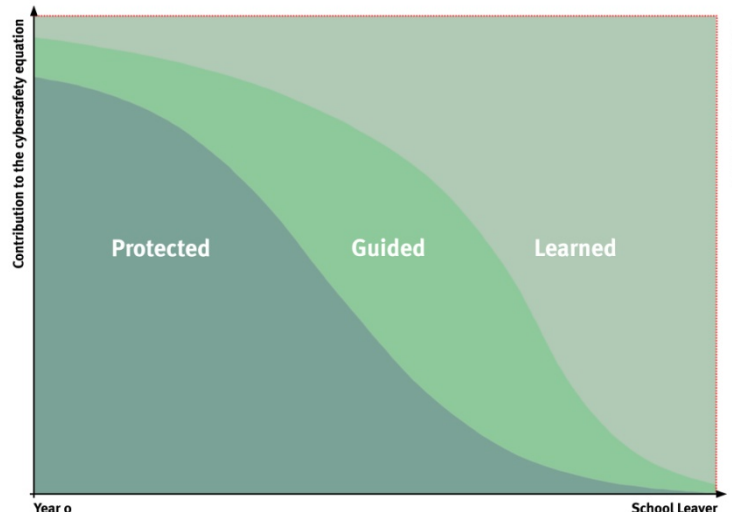 Contribution to the cybersafety equation
Protected
Guided
Learned
Year 0
School Leaver